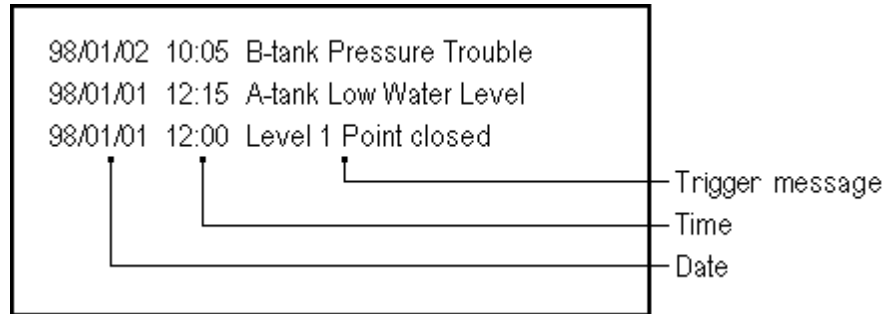 98/01/02 10:05 B-tank Pressure Trouble
98/01/01 12:15 A-tank Low Water Level
98/01/01 12:00 Level 1 Point closed
Trigger message
Time
Date